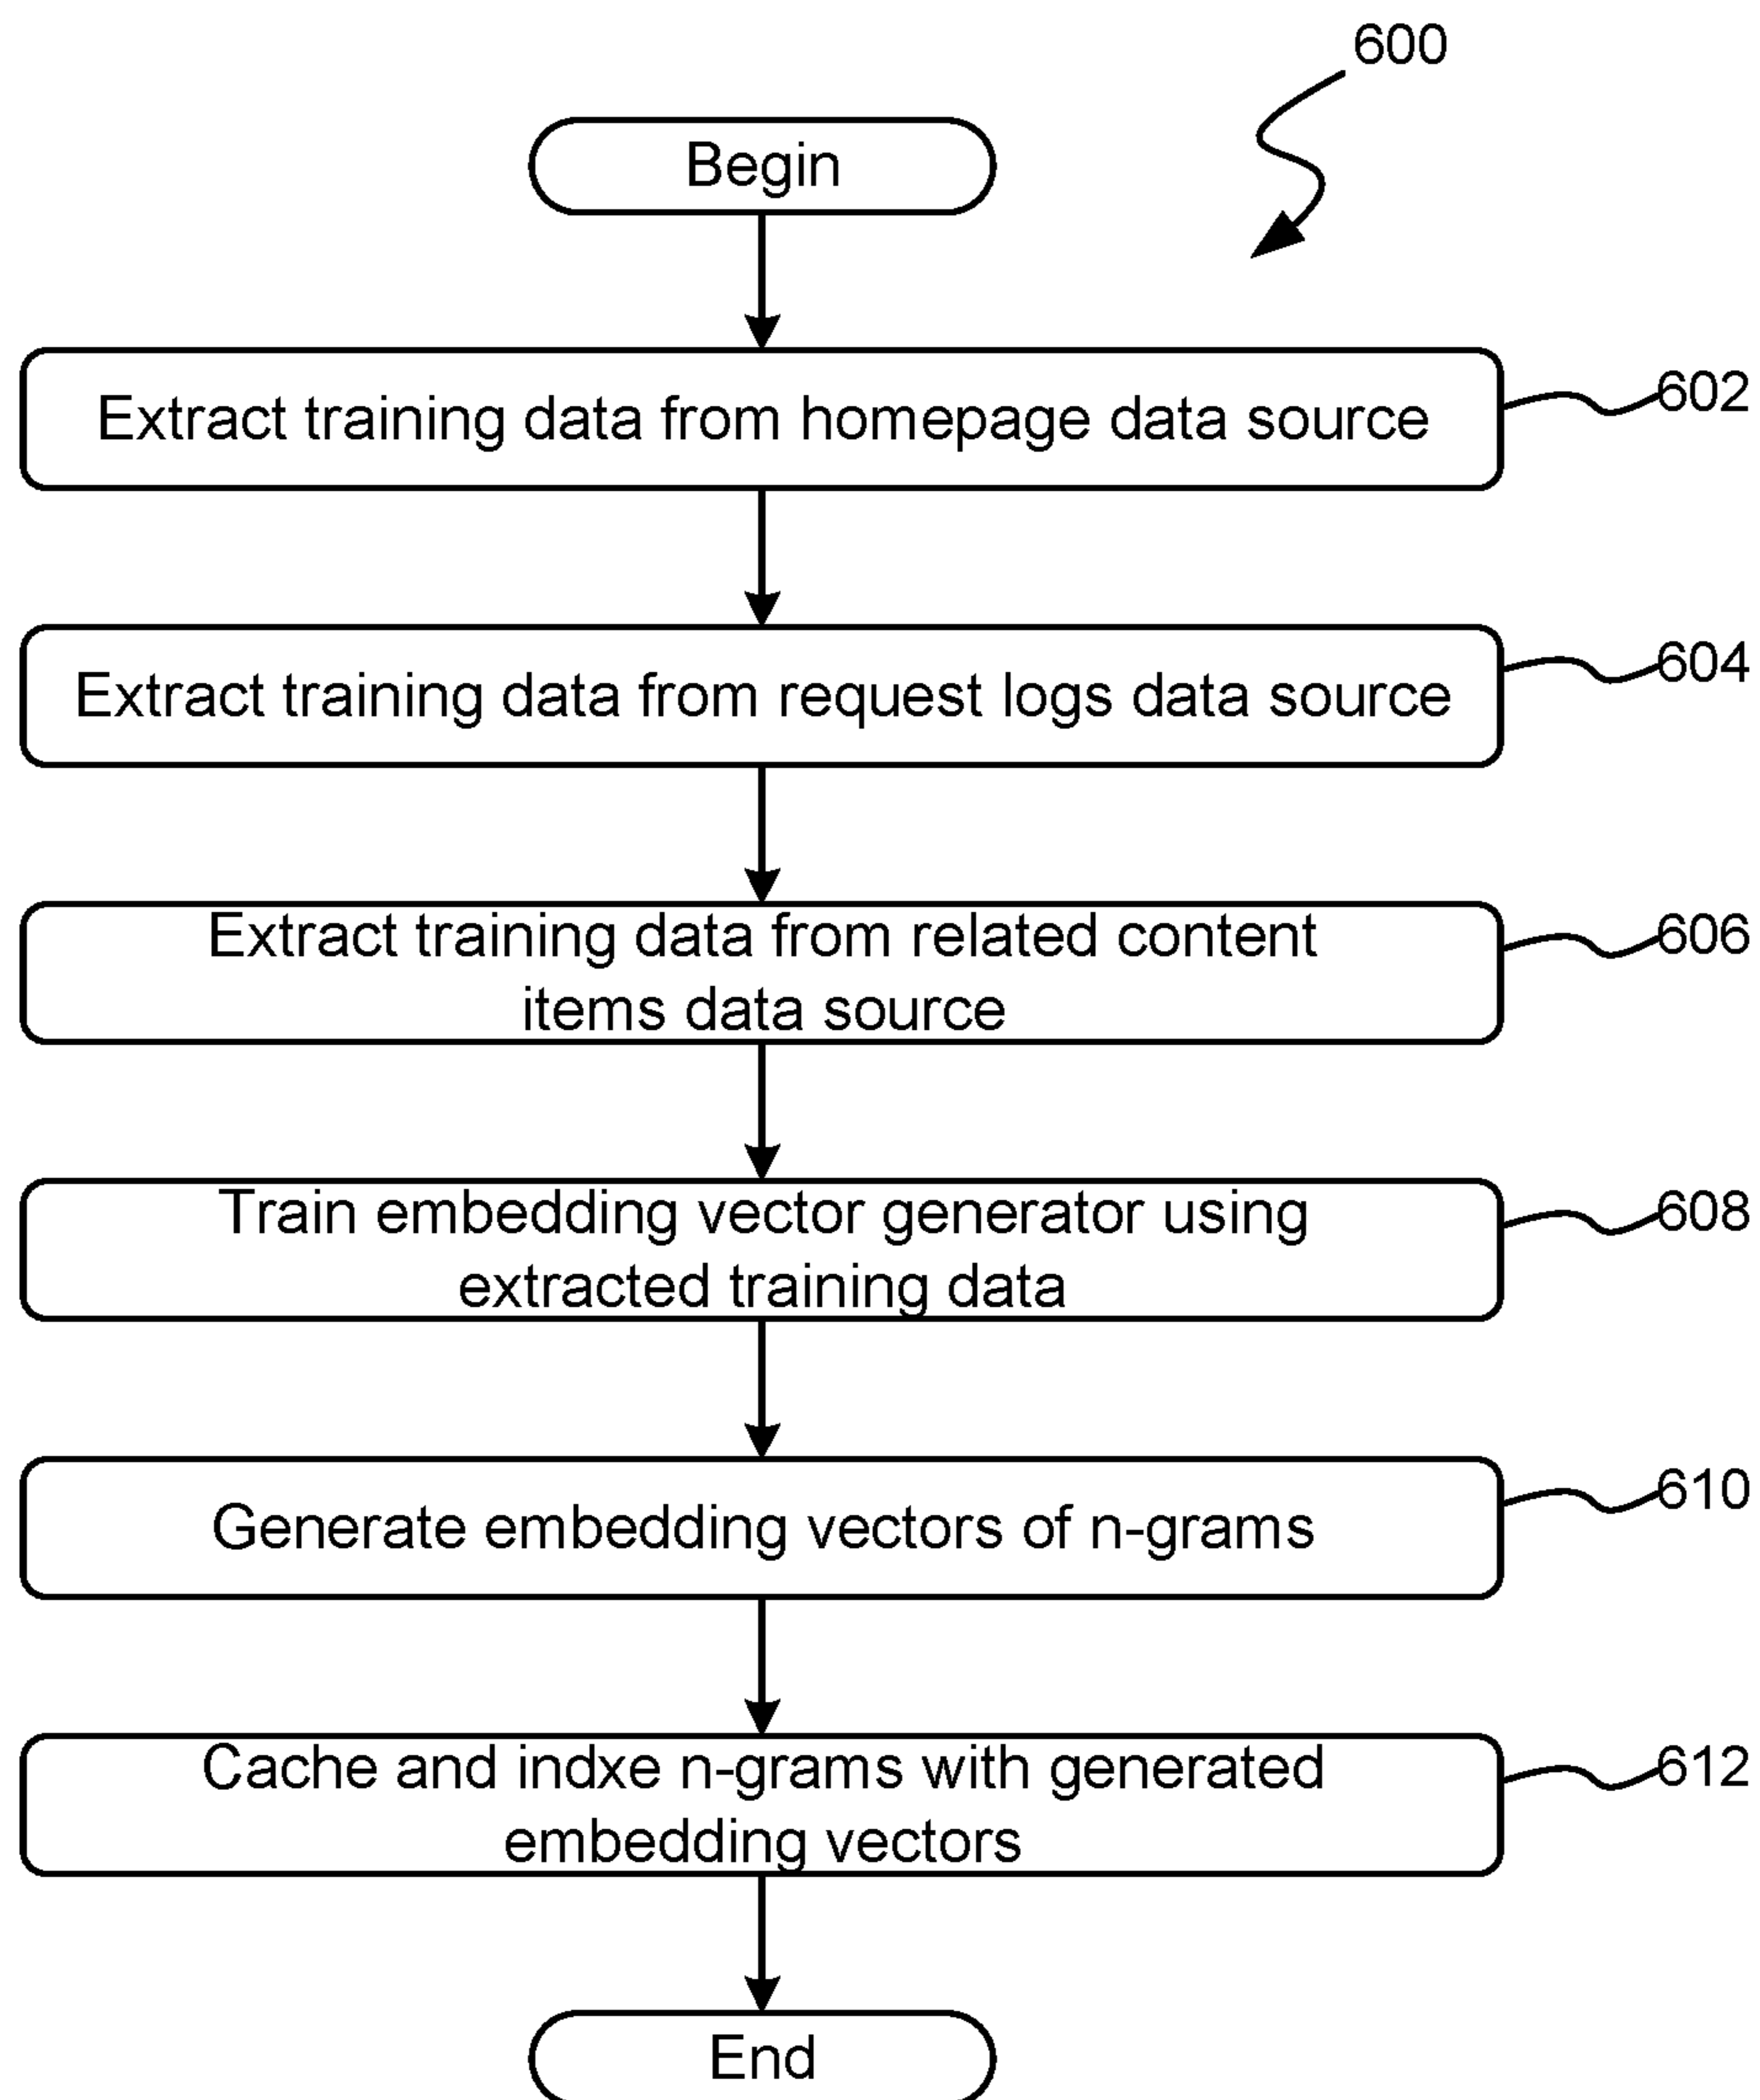 600
Begin
Extract training data from homepage data source
602
Extract training data from request logs data source
604
Extract training data from related content
items data source
606
Train embedding vector generator using
extracted training data
608
Generate embedding vectors of n-grams
610
Cache and indxe n-grams with generated
embedding vectors
612
End